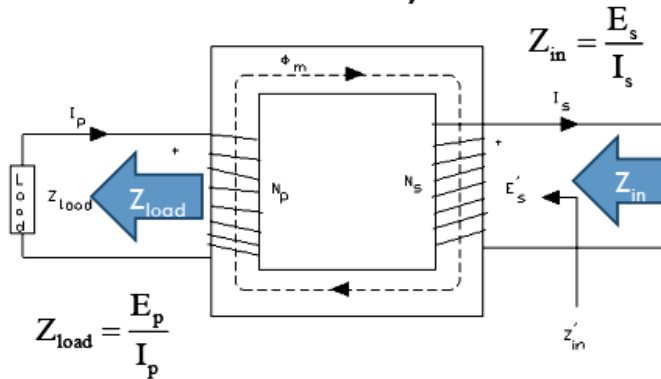 Z_in = E_s / I_s
Φ_m
I_p
I_s
+
+
Load
Z_load
Z_load
N_p
N_s
E'_s
Z_in
Z_load = E_p / I_p
Z'_in